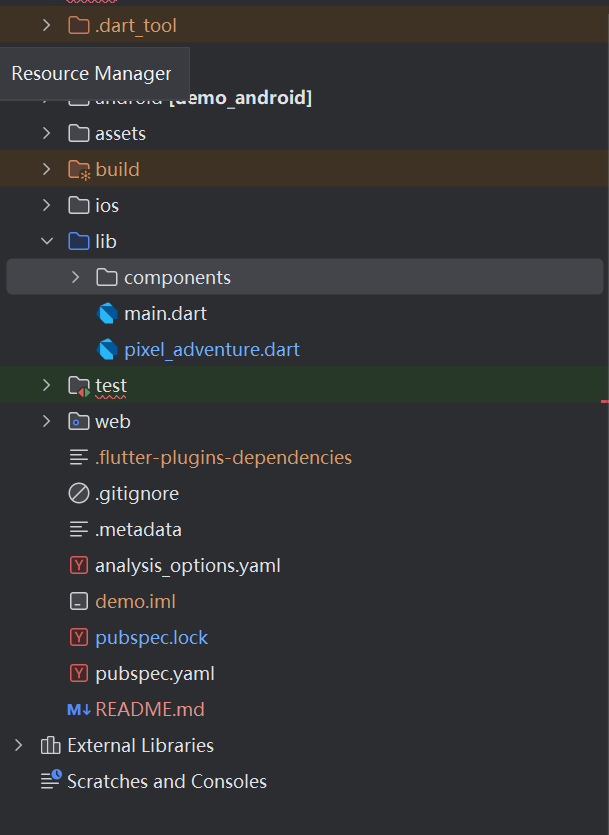 .dart_tool
Resource Manager
android [demo_android]
assets
build
ios
lib
components
main.dart
pixel_adventure.dart
test
web
.flutter-plugins-dependencies
.gitignore
.metadata
analysis_options.yaml
demo.iml
pubspec.lock
pubspec.yaml
M↓ README.md
External Libraries
Scratches and Consoles